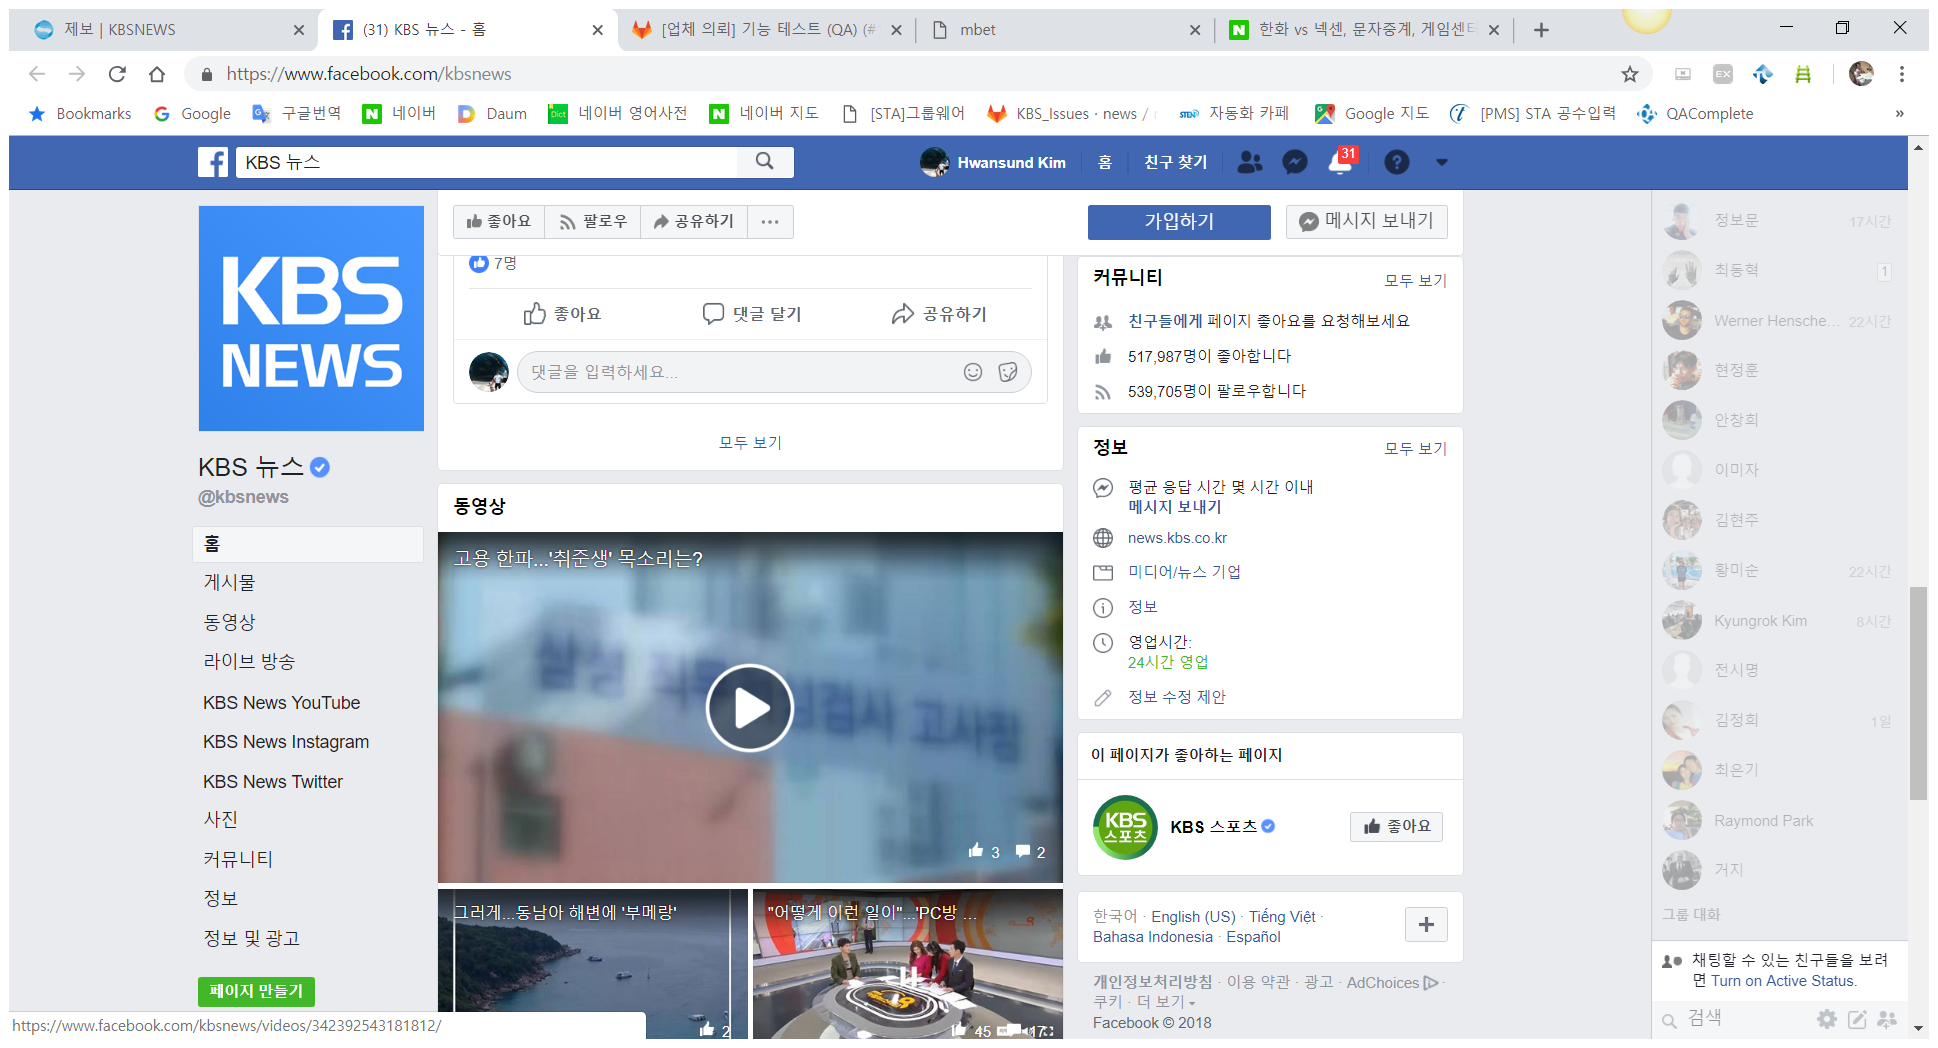 제보 | KBSNEWS
(31) KBS 뉴스 - 홈
[업체 의뢰] 기능 테스트 (QA) (#
mbet
한화 vs 넥센, 문자중계, 게임센터
https://www.facebook.com/kbsnews
Bookmarks
Google
구글번역
네이버
Daum
네이버 영어사전
네이버 지도
[STA]그룹웨어
KBS_Issues · news /
자동화 카페
Google 지도
[PMS] STA 공수입력
QAComplete
»
KBS 뉴스
Hwansund Kim
홈
친구 찾기
31
KBS
NEWS
KBS 뉴스
@kbsnews
홈
게시물
동영상
라이브 방송
KBS News YouTube
KBS News Instagram
KBS News Twitter
사진
커뮤니티
정보
정보 및 광고
페이지 만들기
https://www.facebook.com/kbsnews/videos/342392543181812/
좋아요
팔로우
공유하기
...
가입하기
메시지 보내기
7명
좋아요
댓글 달기
공유하기
댓글을 입력하세요...
모두 보기
동영상
고용 한파...'취준생' 목소리는?
3
2
그러게...동남아 해변에 '부메랑'
2
"어떻게 이런 일이"...'PC방 ...
45
17
커뮤니티
모두 보기
친구들에게 페이지 좋아요를 요청해보세요
517,987명이 좋아합니다
539,705명이 팔로우합니다
정보
모두 보기
평균 응답 시간 몇 시간 이내
메시지 보내기
news.kbs.co.kr
미디어/뉴스 기업
정보
영업시간:
24시간 영업
정보 수정 제안
이 페이지가 좋아하는 페이지
KBS
스포츠
KBS 스포츠
좋아요
한국어 · English (US) · Tiếng Việt ·
Bahasa Indonesia · Español
개인정보처리방침 · 이용 약관 · 광고 · AdChoices ·
쿠키 · 더 보기
Facebook © 2018
정보문
17시간
최동혁
1
Werner Hensche...
22시간
현정훈
안창희
이미자
김현주
황미순
22시간
Kyungrok Kim
8시간
전시명
김정희
1일
최은기
Raymond Park
거지
그룹 대화
채팅할 수 있는 친구들을 보려
면 Turn on Active Status.
검색